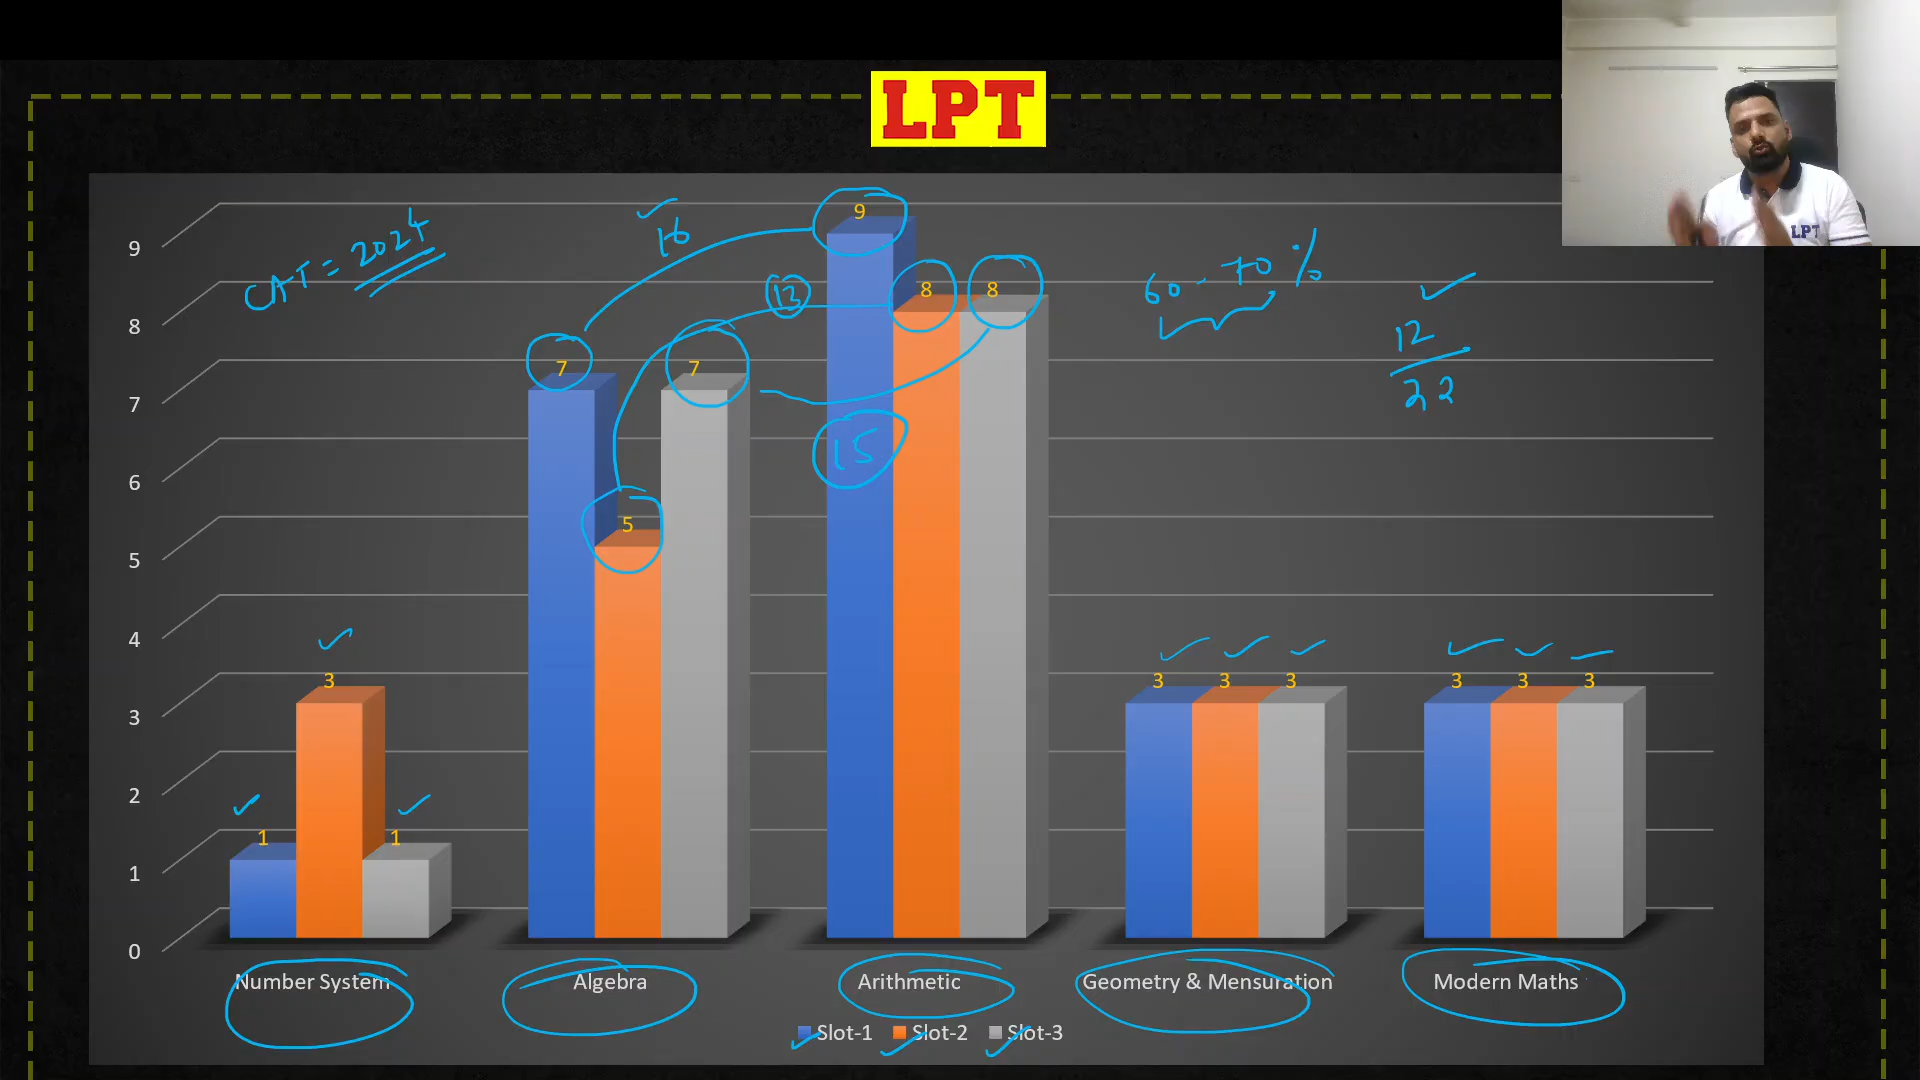 LPT
LPT
CAT = 2024
16
13
15
60 - 70 %
12
22
9
8
7
6
5
4
3
2
1
0
1
3
1
7
5
7
9
8
8
3
3
3
3
3
3
Number System
Algebra
Arithmetic
Geometry & Mensuration
Modern Maths
Slot-1
Slot-2
Slot-3